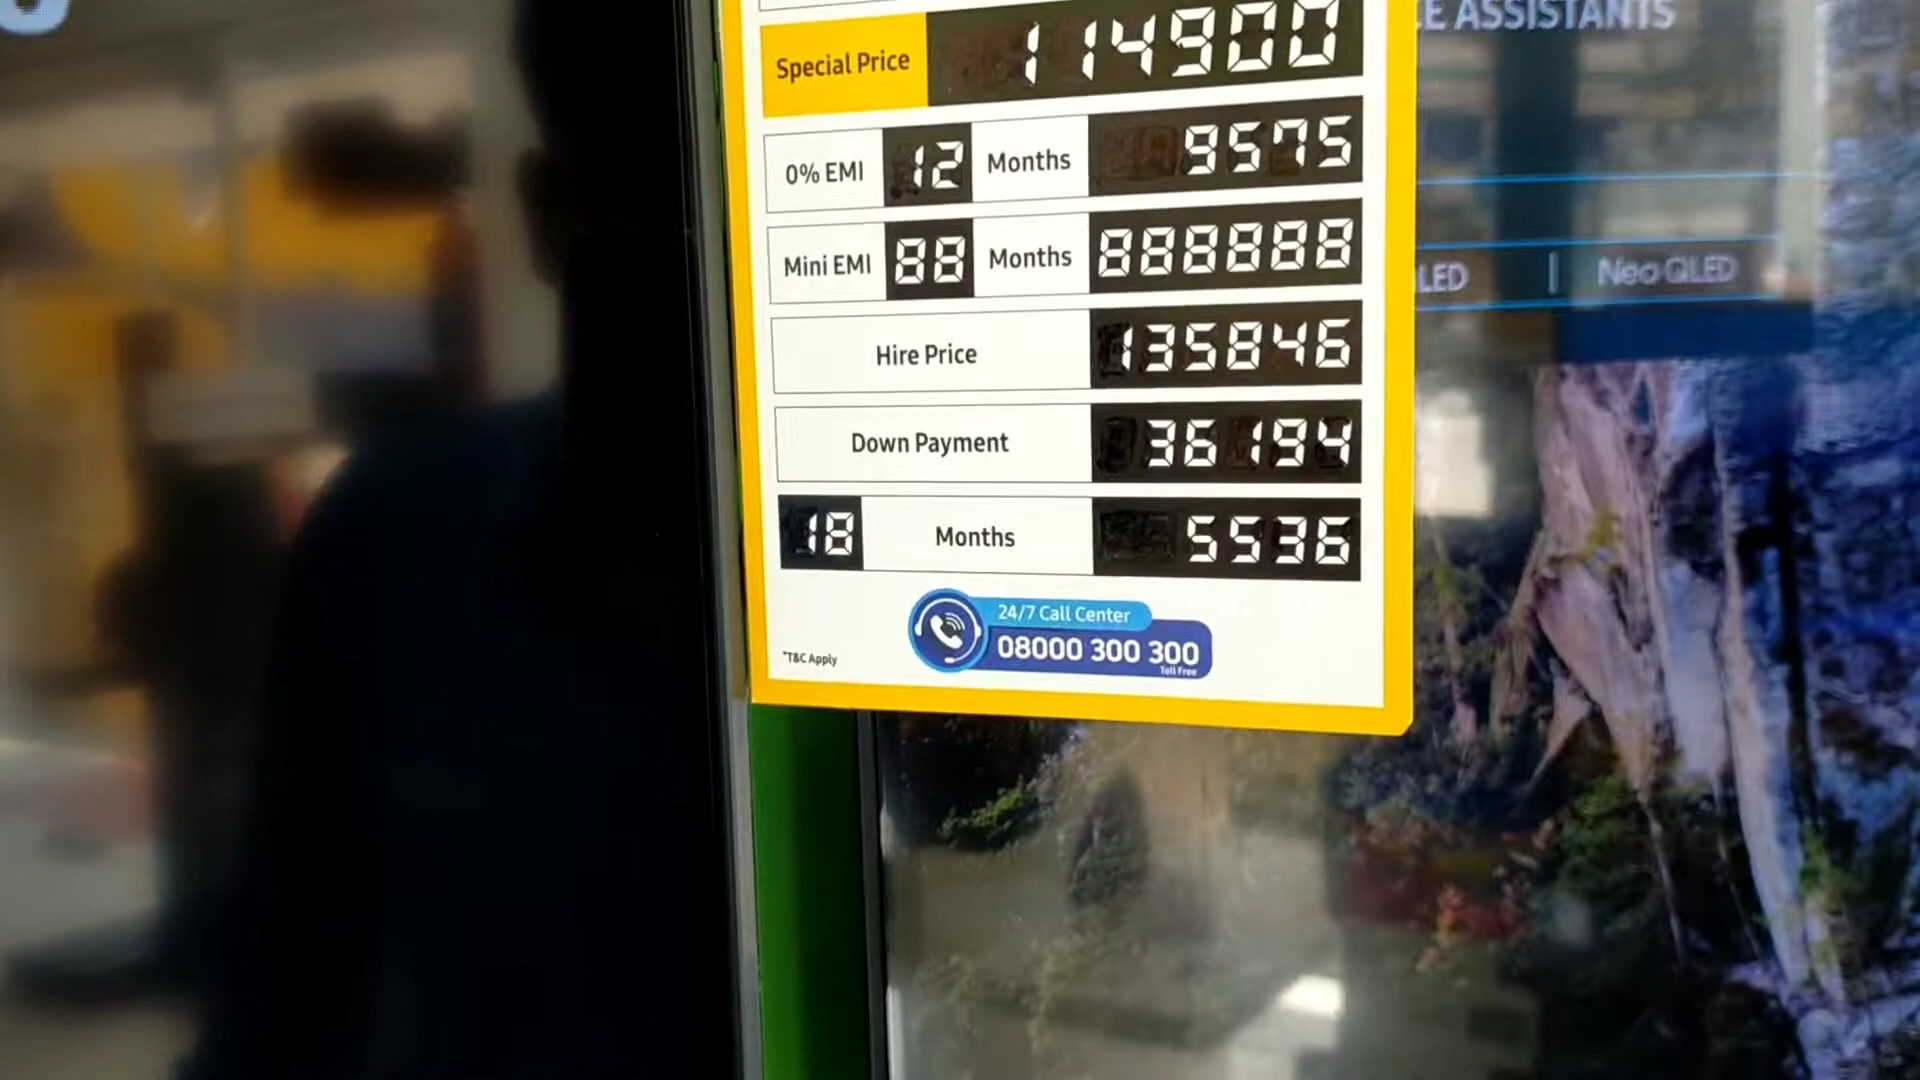 E ASSISTANTS
Special Price 114900
0% EMI 12 Months 9575
Mini EMI 88 Months 888888
LED | Neo QLED
Hire Price 135846
Down Payment 36194
18 Months 5536
24/7 Call Center
08000 300 300
Toll Free
*T&C Apply